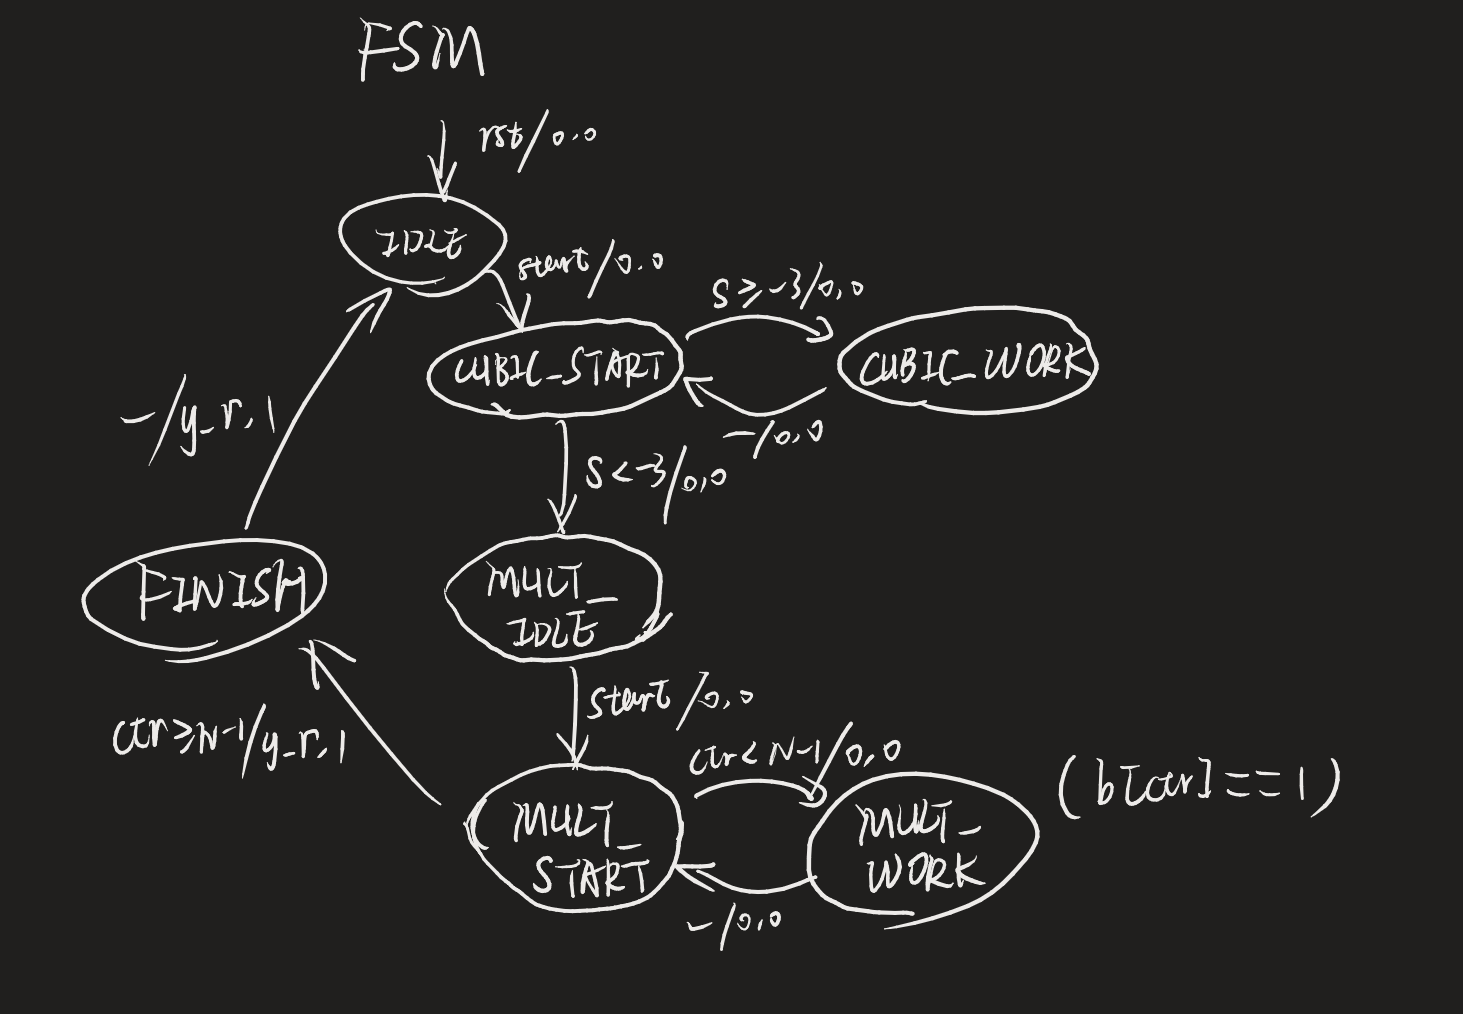 FSM
rst/0.0
IDLE
start/0.0
S≥-3/0,0
CUBIC_START
CUBIC_WORK
-/y_r,1
-/0,0
S<-3/0,0
FINISH
MULT_
IDLE
start/0,0
ctr≥N-1/y_r,1
ctr<N-1/0,0
(b[ctr]==1)
MULT_
START
MULT_
WORK
-/0,0